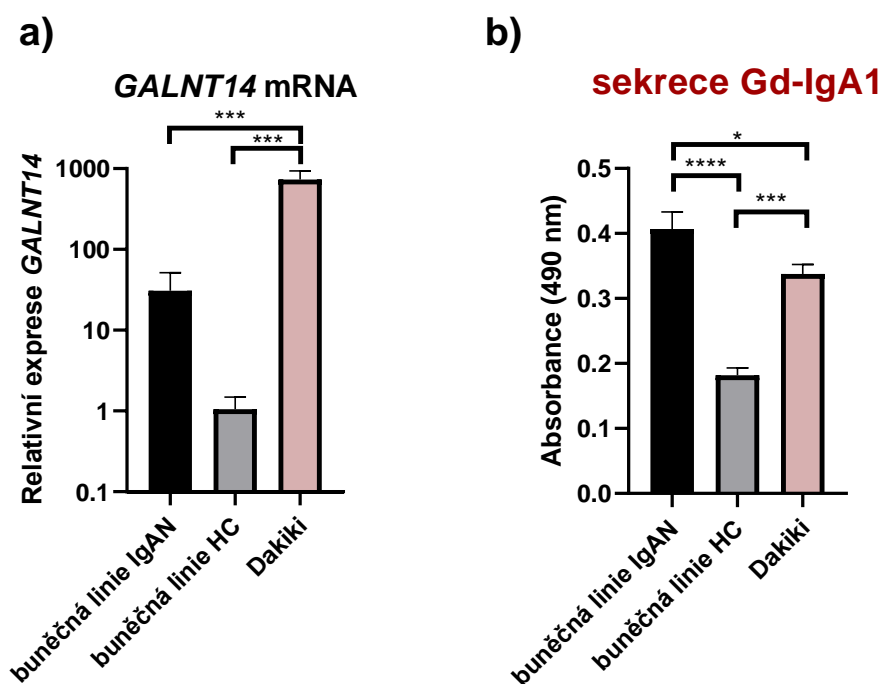 a)
GALNT14 mRNA
***
***
Relativní exprese GALNT14
1000
100
10
1
0.1
buněčná linie IgAN
buněčná linie HC
Dakiki
b)
sekrece Gd-IgA1
*
****
***
Absorbance (490 nm)
0.5
0.4
0.3
0.2
0.1
0.0
buněčná linie IgAN
buněčná linie HC
Dakiki